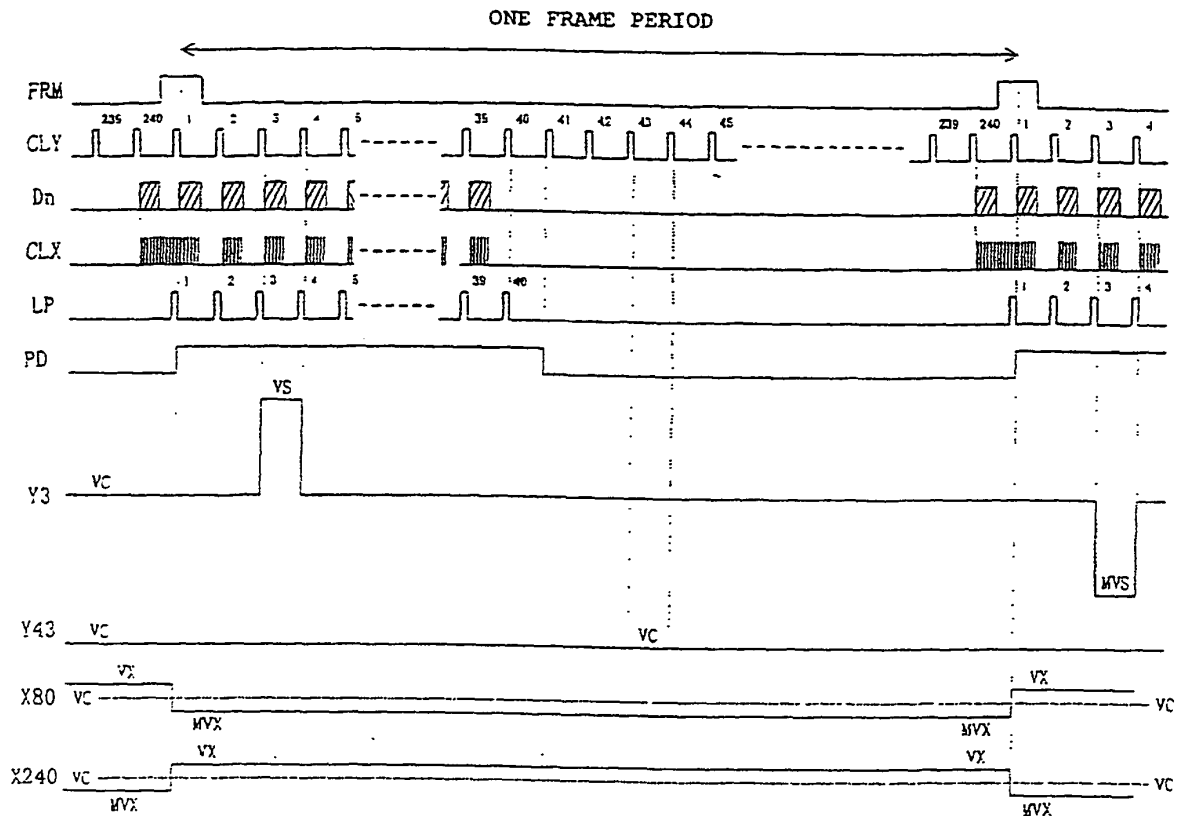 ONE FRAME PERIOD
FRM
235 240 1 2 3 4 5 35 40 41 42 43 44 45 239 240 1 2 3 4
CLY
Dn
CLX
1 2 3 4 5 39 40 1 2 3 4
LP
PD
VS
VC
Y3
MVS
Y43 VC VC
VX VX
X80 VC VC
MVX MVX
VX VX
X240 VC VC
MVX MVX